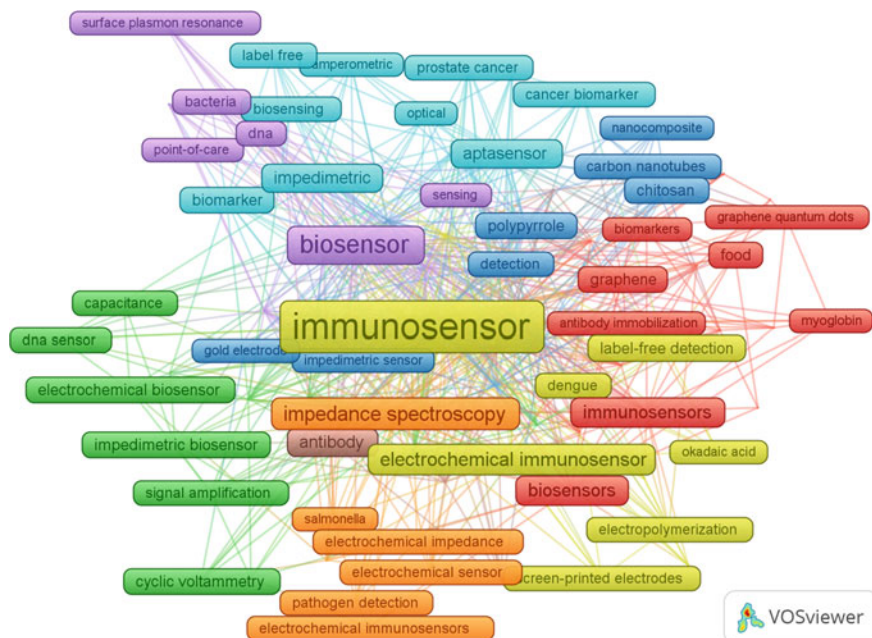 surface plasmon resonance
label free
amperometric
prostate cancer
cancer biomarker
bacteria
biosensing
optical
nanocomposite
dna
point-of-care
aptasensor
carbon nanotubes
impedimetric
chitosan
biomarker
sensing
graphene quantum dots
polypyrrole
biomarkers
biosensor
food
detection
graphene
capacitance
immunosensor
antibody immobilization
myoglobin
dna sensor
label-free detection
gold electrode
impedimetric sensor
electrochemical biosensor
dengue
impedance spectroscopy
immunosensors
impedimetric biosensor
antibody
okadaic acid
electrochemical immunosensor
signal amplification
biosensors
salmonella
electropolymerization
electrochemical impedance
cyclic voltammetry
electrochemical sensor
creen-printed electrodes
pathogen detection
electrochemical immunosensors
VOSviewer